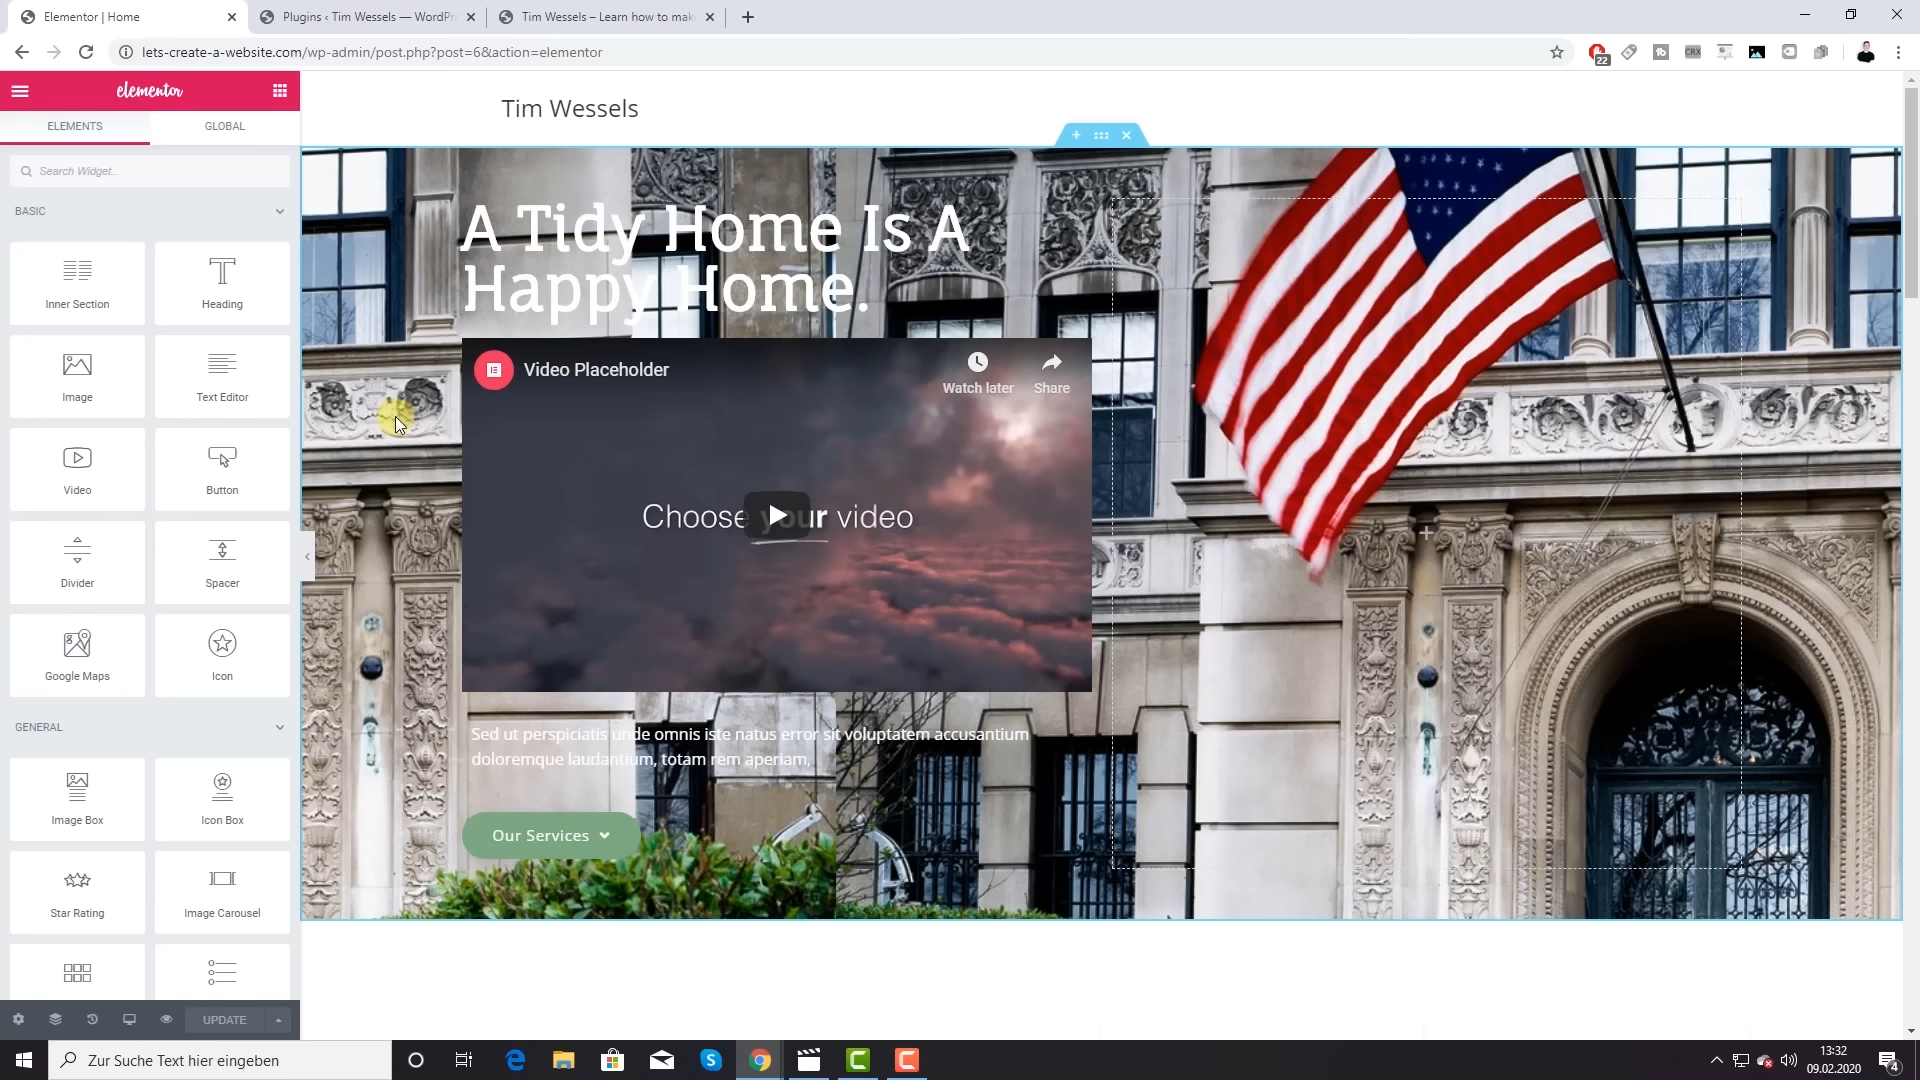 Elementor | Home
Plugins ‹ Tim Wessels — WordPr
Tim Wessels – Learn how to mak
lets-create-a-website.com/wp-admin/post.php?post=6&action=elementor
22
CRX
elementor
ELEMENTS
GLOBAL
Search Widget...
BASIC
Inner Section
Heading
Image
Text Editor
Video
Button
Divider
Spacer
Google Maps
Icon
GENERAL
Image Box
Icon Box
Star Rating
Image Carousel
UPDATE
Tim Wessels
A Tidy Home Is A
Happy Home.
Video Placeholder
Watch later
Share
Choose your video
Sed ut perspiciatis unde omnis iste natus error sit voluptatem accusantium
doloremque laudantium, totam rem aperiam,
Our Services
Zur Suche Text hier eingeben
13:32
09.02.2020
4